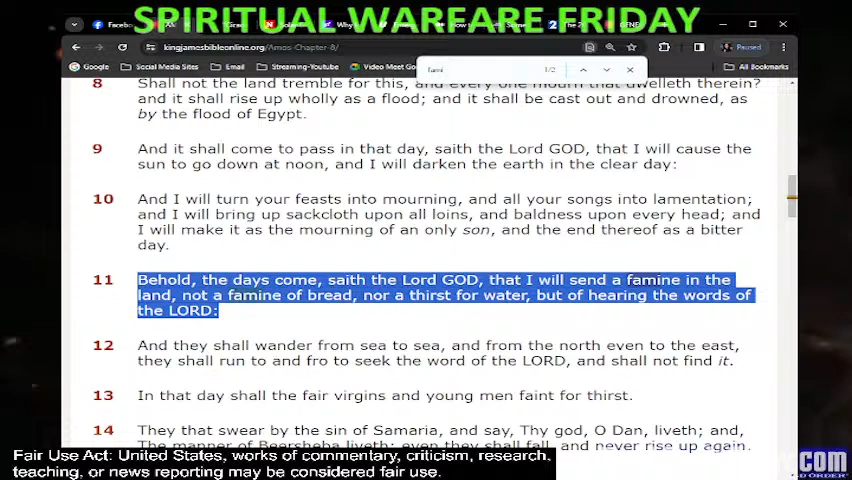 SPIRITUAL WARFARE FRIDAY
Faceb
kingjamesbibleonline.org/Amos-Chapter-8/
Paused
Google
Social Media Sites
Email
Streaming-Youtube
Video Meet
All Bookmarks
fami
1/2
8 Shall not the land tremble for this, and every one mourn that dwelleth therein?
and it shall rise up wholly as a flood; and it shall be cast out and drowned, as
by the flood of Egypt.
9 And it shall come to pass in that day, saith the Lord GOD, that I will cause the
sun to go down at noon, and I will darken the earth in the clear day:
10 And I will turn your feasts into mourning, and all your songs into lamentation;
and I will bring up sackcloth upon all loins, and baldness upon every head; and
I will make it as the mourning of an only son, and the end thereof as a bitter
day.
11 Behold, the days come, saith the Lord GOD, that I will send a famine in the
land, not a famine of bread, nor a thirst for water, but of hearing the words of
the LORD:
12 And they shall wander from sea to sea, and from the north even to the east,
they shall run to and fro to seek the word of the LORD, and shall not find it.
13 In that day shall the fair virgins and young men faint for thirst.
14 They that swear by the sin of Samaria, and say, Thy god, O Dan, liveth; and,
The manner of Beersheba liveth; even they shall fall, and never rise up again.
Fair Use Act: United States, works of commentary, criticism, research,
teaching, or news reporting may be considered fair use.
.com